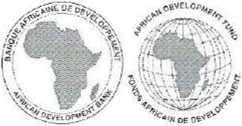 BANQUE AFRICAINE DE DEVELOPPEMENT
AFRICAN DEVELOPMENT BANK
AFRICAN DEVELOPMENT FUND
FONDS AFRICAIN DE DEVELOPPEMENT